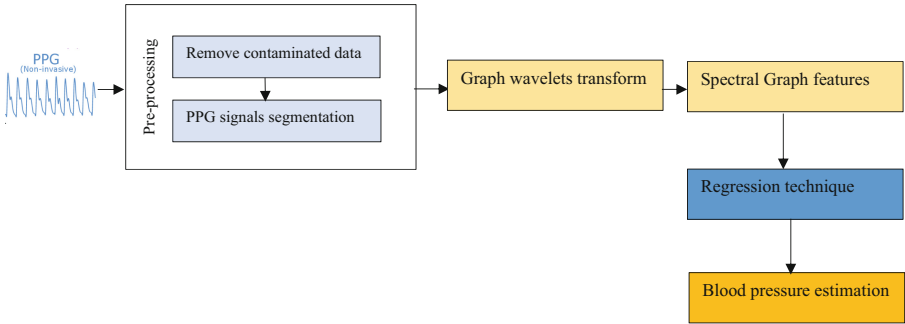 PPG
(Non-invasive)
Pre-processing
Remove contaminated data
PPG signals segmentation
Graph wavelets transform
Spectral Graph features
Regression technique
Blood pressure estimation